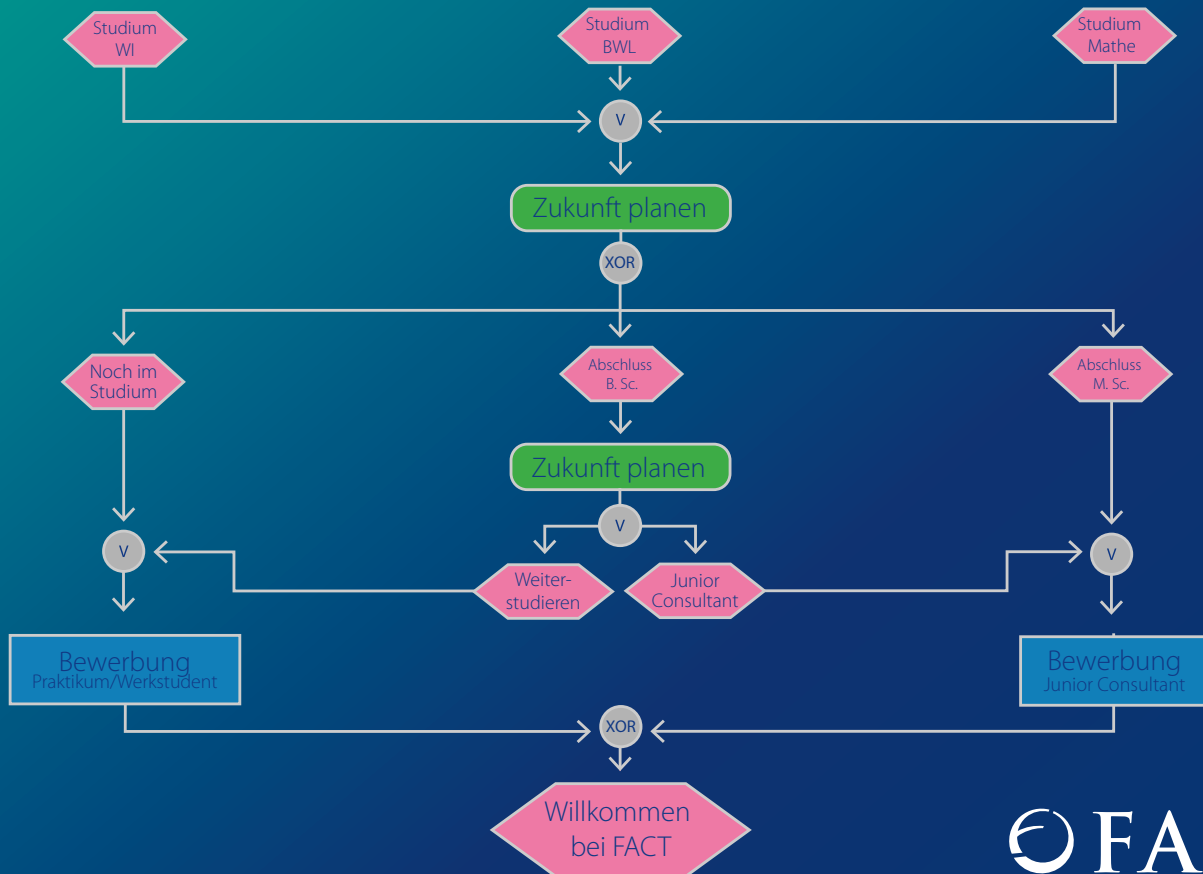 Studium
WI
Studium
BWL
Studium
Mathe
V
Zukunft planen
XOR
Noch im
Studium
Abschluss
B. Sc.
Abschluss
M. Sc.
Zukunft planen
V
V
V
Weiter-
studieren
Junior
Consultant
Bewerbung
Praktikum/Werkstudent
Bewerbung
Junior Consultant
XOR
Willkommen
bei FACT
FA